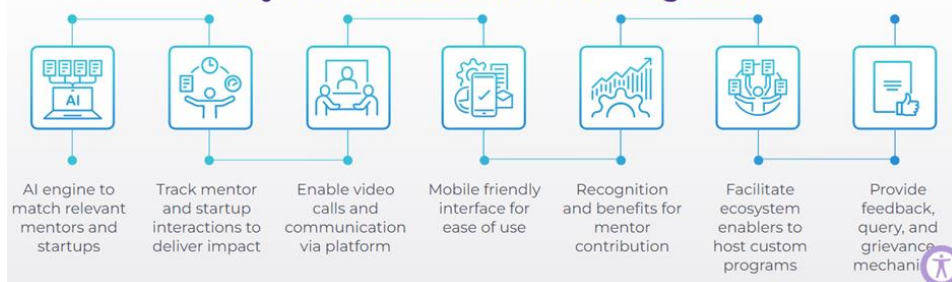 AI
AI engine to
match relevant
mentors and
startups
Track mentor
and startup
interactions to
deliver impact
Enable video
calls and
communication
via platform
Mobile friendly
interface for
ease of use
Recognition
and benefits for
mentor
contribution
Facilitate
ecosystem
enablers to
host custom
programs
Provide
feedback,
query, and
grievance